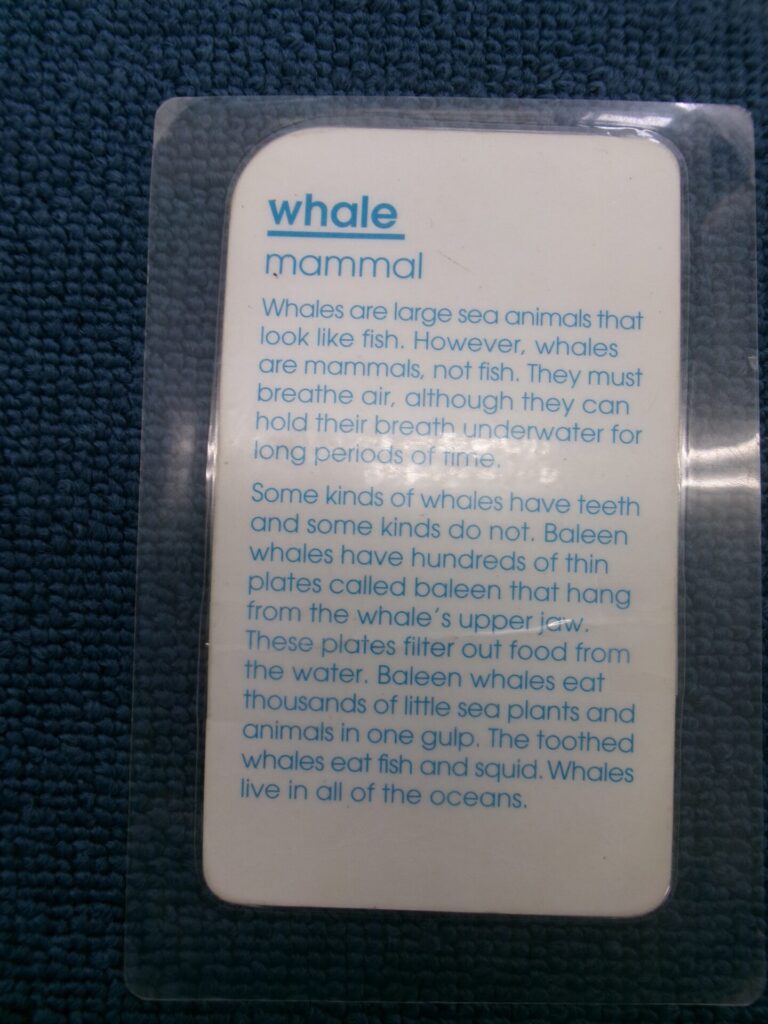 whale
mammal
Whales are large sea animals that
look like fish. However, whales
are mammals, not fish. They must
breathe air, although they can
hold their breath underwater for
long periods of time.
Some kinds of whales have teeth
and some kinds do not. Baleen
whales have hundreds of thin
plates called baleen that hang
from the whale's upper jaw.
These plates filter out food from
the water. Baleen whales eat
thousands of little sea plants and
animals in one gulp. The toothed
whales eat fish and squid. Whales
live in all of the oceans.